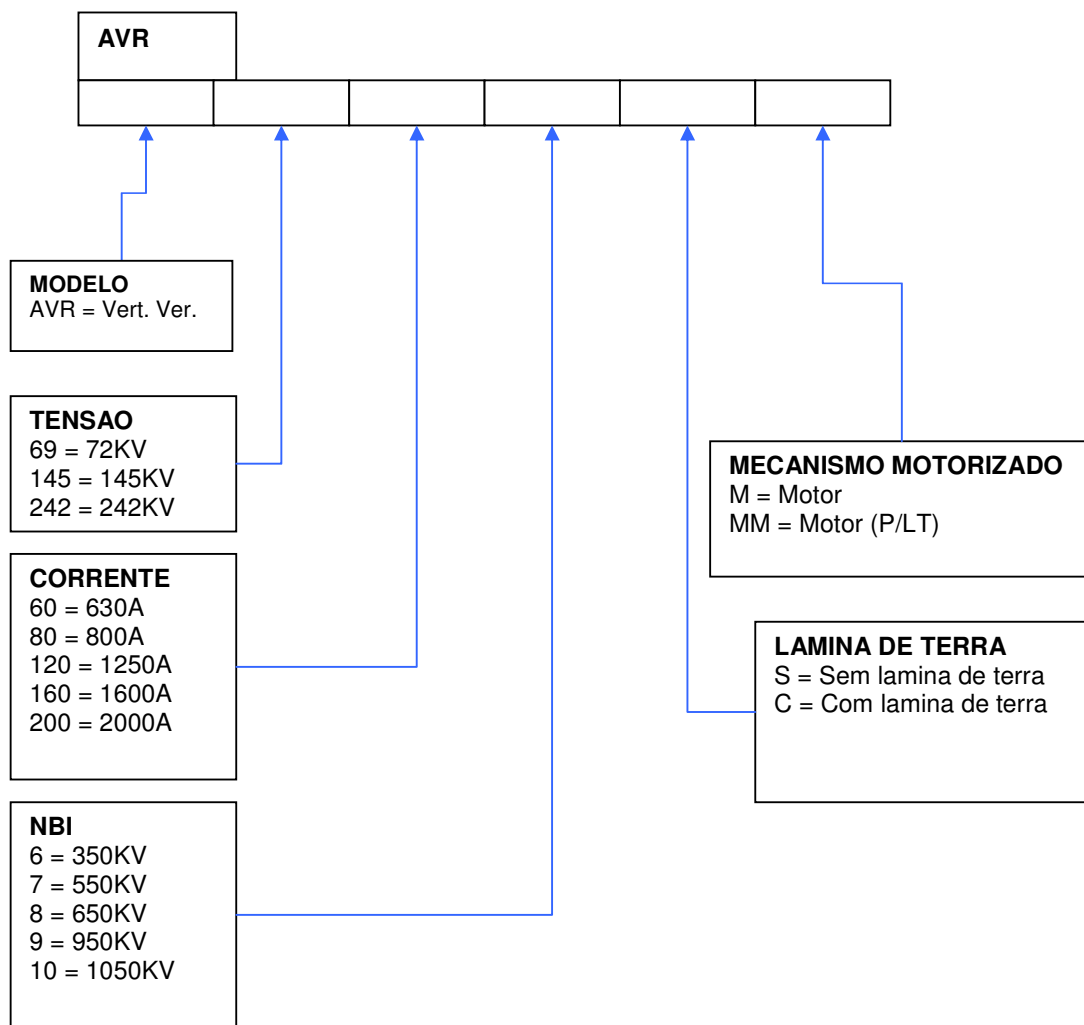 AVR
MODELO
AVR = Vert. Ver.
TENSAO
69 = 72KV
145 = 145KV
242 = 242KV
CORRENTE
60 = 630A
80 = 800A
120 = 1250A
160 = 1600A
200 = 2000A
NBI
6 = 350KV
7 = 550KV
8 = 650KV
9 = 950KV
10 = 1050KV
MECANISMO MOTORIZADO
M = Motor
MM = Motor (P/LT)
LAMINA DE TERRA
S = Sem lamina de terra
C = Com lamina de terra